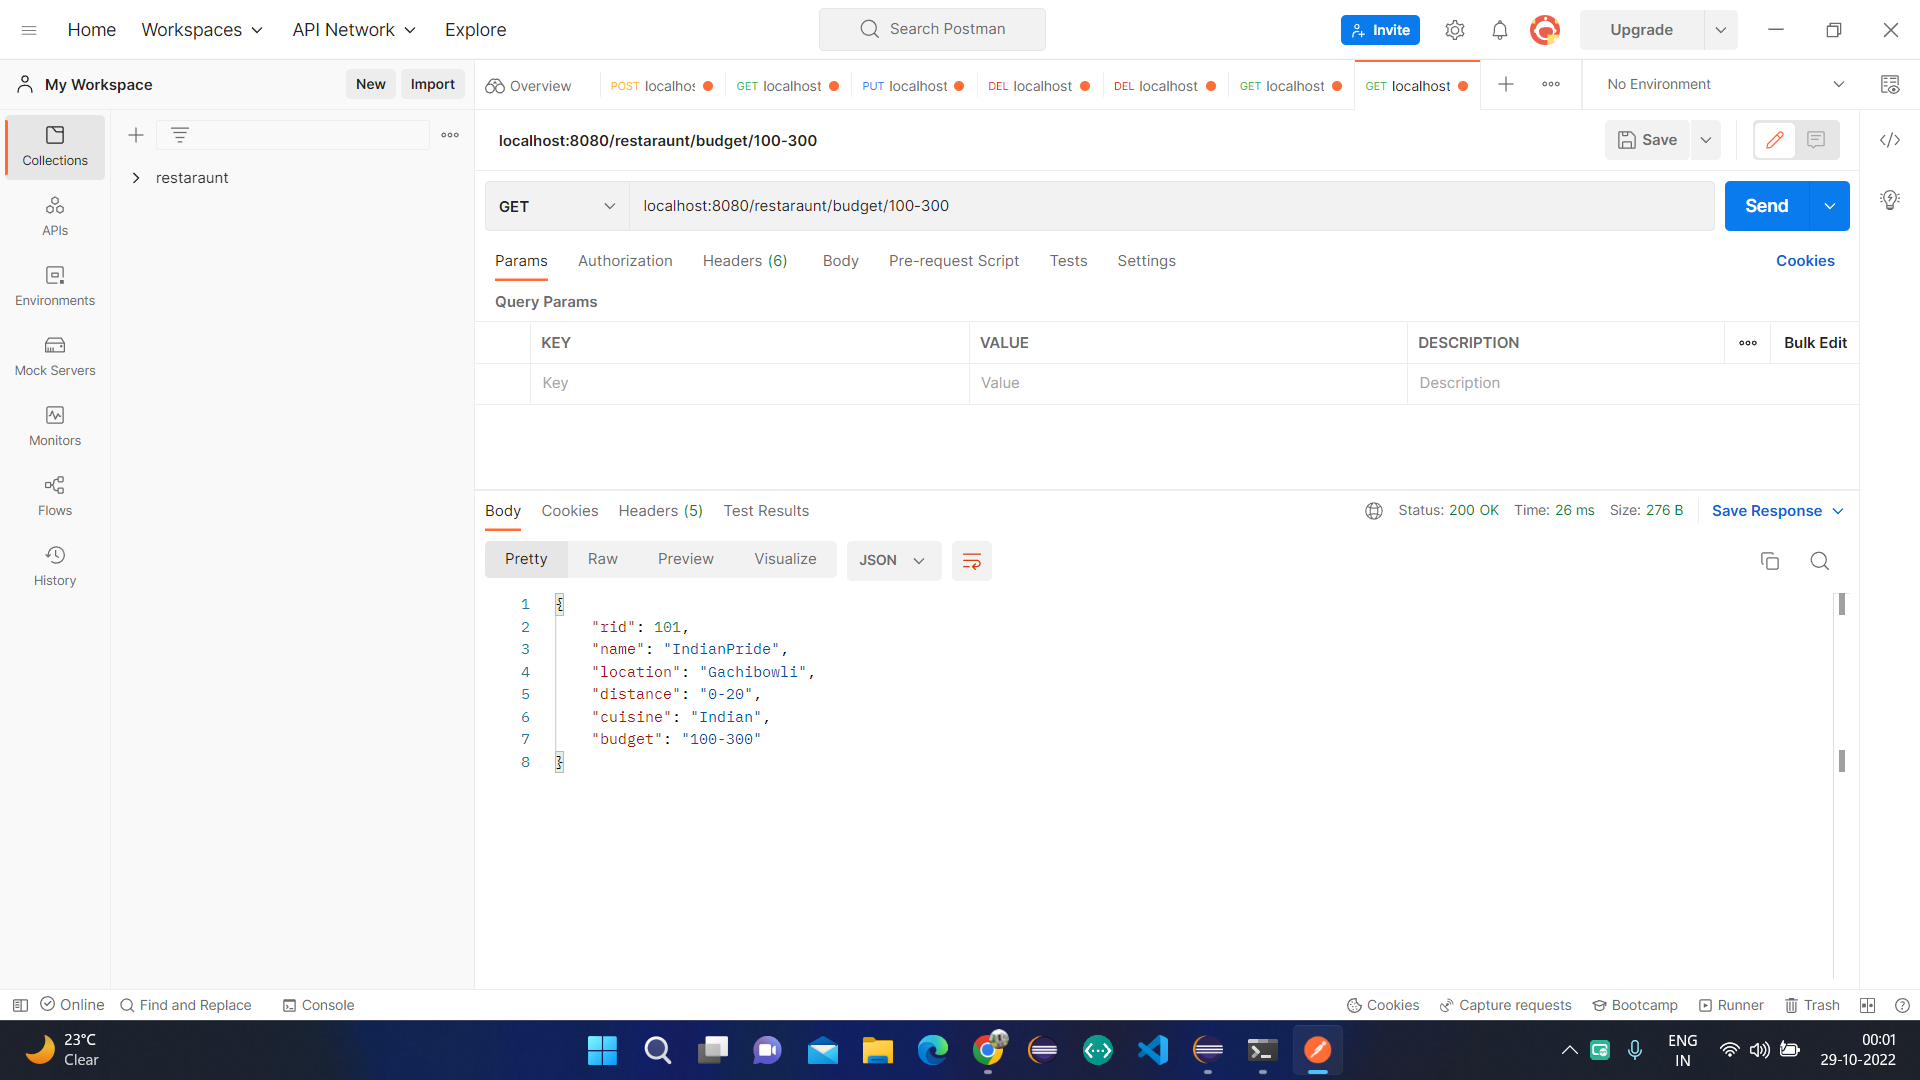 Home
Workspaces
API Network
Explore
Search Postman
Invite
Upgrade
My Workspace
New
Import
Overview
POST localhos
GET localhost
PUT localhost
DEL localhost
DEL localhost
GET localhost
GET localhost
No Environment
Collections
restaraunt
localhost:8080/restaraunt/budget/100-300
Save
GET
localhost:8080/restaraunt/budget/100-300
Send
APIs
Params
Authorization
Headers (6)
Body
Pre-request Script
Tests
Settings
Cookies
Environments
Query Params
KEY
VALUE
DESCRIPTION
Bulk Edit
Key
Value
Description
Mock Servers
Monitors
Flows
History
Body
Cookies
Headers (5)
Test Results
Status: 200 OK
Time: 26 ms
Size: 276 B
Save Response
Pretty
Raw
Preview
Visualize
JSON
1 {
2 "rid": 101,
3 "name": "IndianPride",
4 "location": "Gachibowli",
5 "distance": "0-20",
6 "cuisine": "Indian",
7 "budget": "100-300"
8 }
Online
Find and Replace
Console
Cookies
Capture requests
Bootcamp
Runner
Trash
23°C
Clear
ENG
IN
00:01
29-10-2022